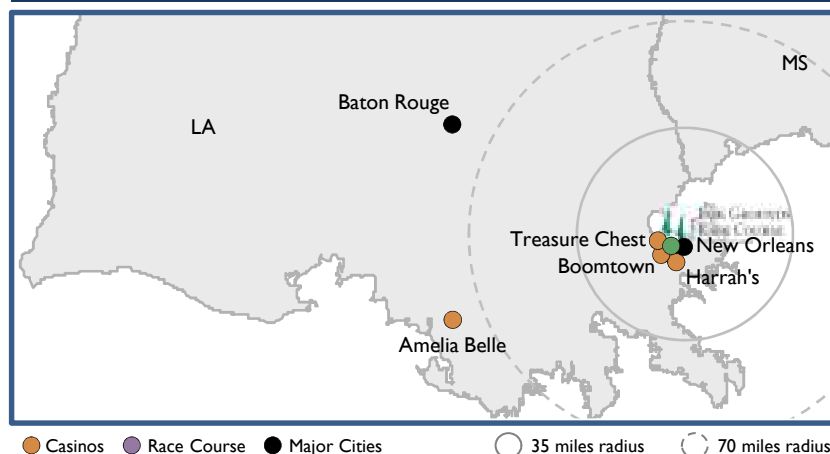 MS
Baton Rouge
LA
Treasure Chest
New Orleans
Boomtown
Harrah's
Amelia Belle
Casinos
Race Course
Major Cities
35 miles radius
70 miles radius